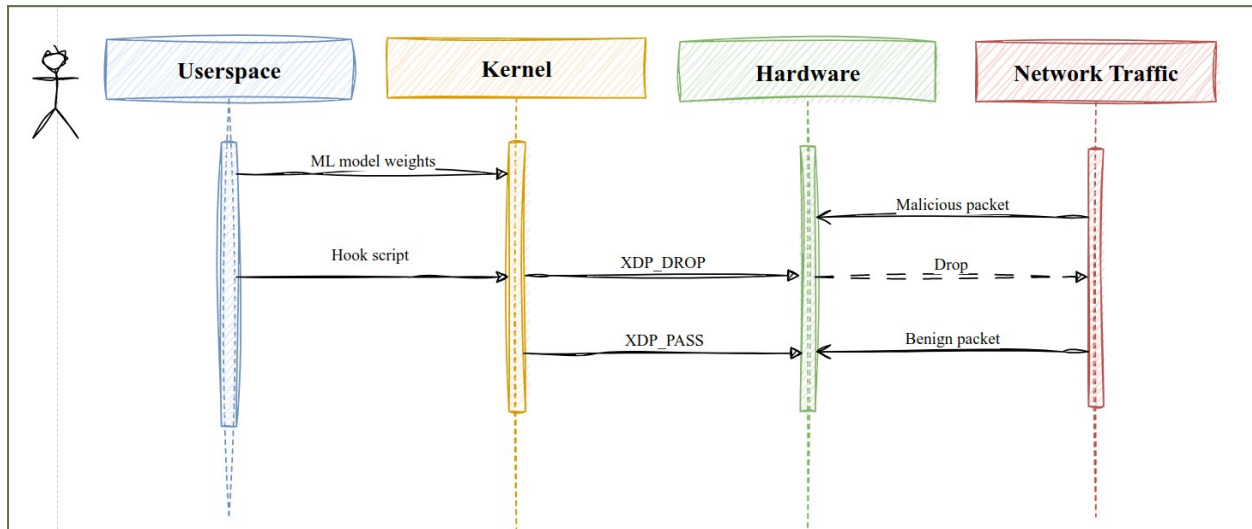 Userspace
Kernel
Hardware
Network Traffic
ML model weights
Malicious packet
Hook script
XDP_DROP
Drop
XDP_PASS
Benign packet